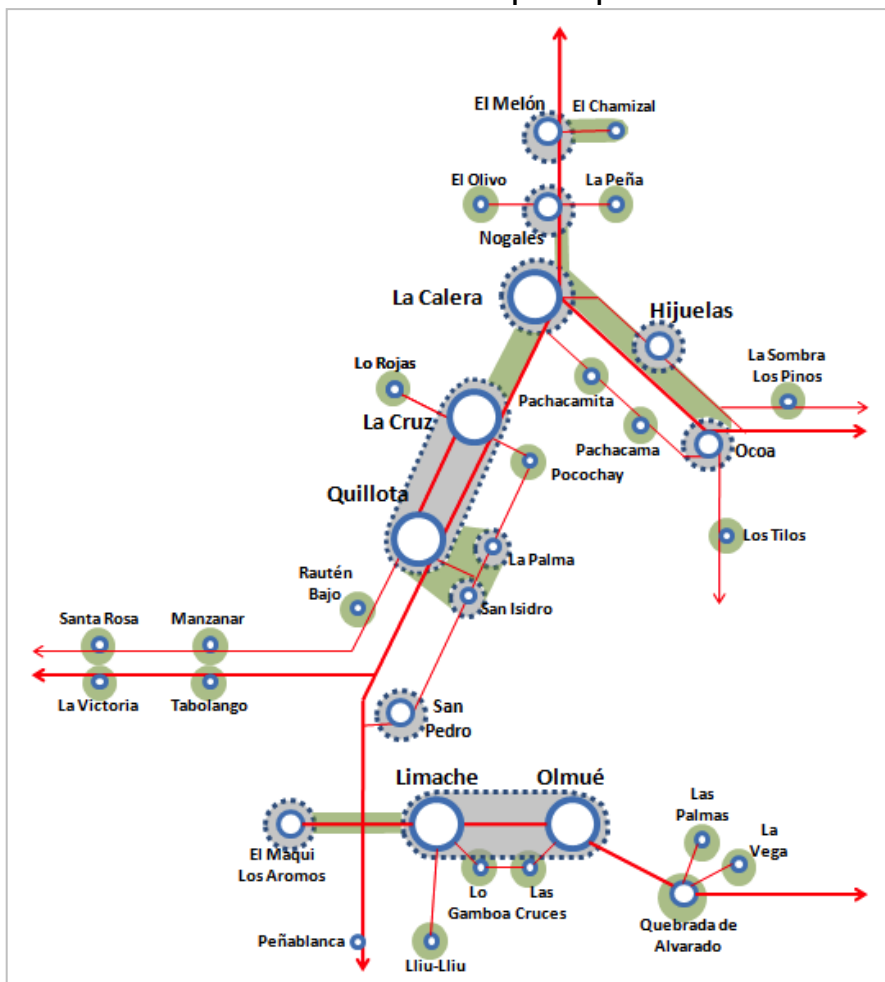 El Melón
El Chamizal
El Olivo
La Peña
Nogales
La Calera
Hijuelas
Lo Rojas
La Sombra
Los Pinos
Pachacamita
La Cruz
Pachacama
Ocoa
Pocochay
Quillota
Los Tilos
La Palma
Rautén
Bajo
San Isidro
Santa Rosa
Manzanar
La Victoria
Tabolango
San
Pedro
Limache
Olmué
Las
Palmas
La
Vega
El Maqui
Los Aromos
Lo
Gamboa
Las
Cruces
Quebrada de
Alvarado
Peñablanca
Lliu-Lliu